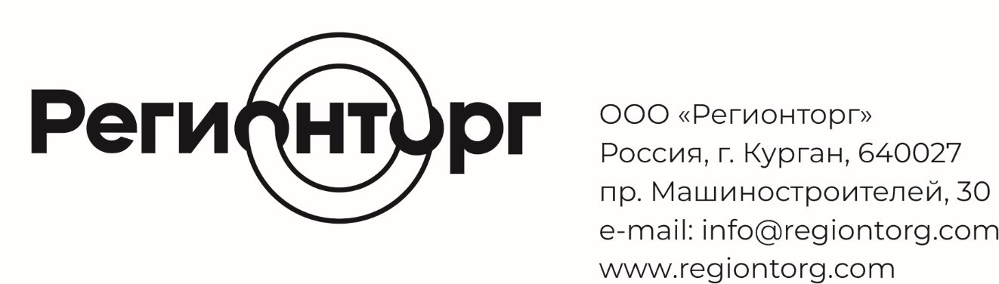 Регионторг
ООО «Регионторг»
Россия, г. Курган, 640027
пр. Машиностроителей, 30
e-mail: info@regiontorg.com
www.regiontorg.com